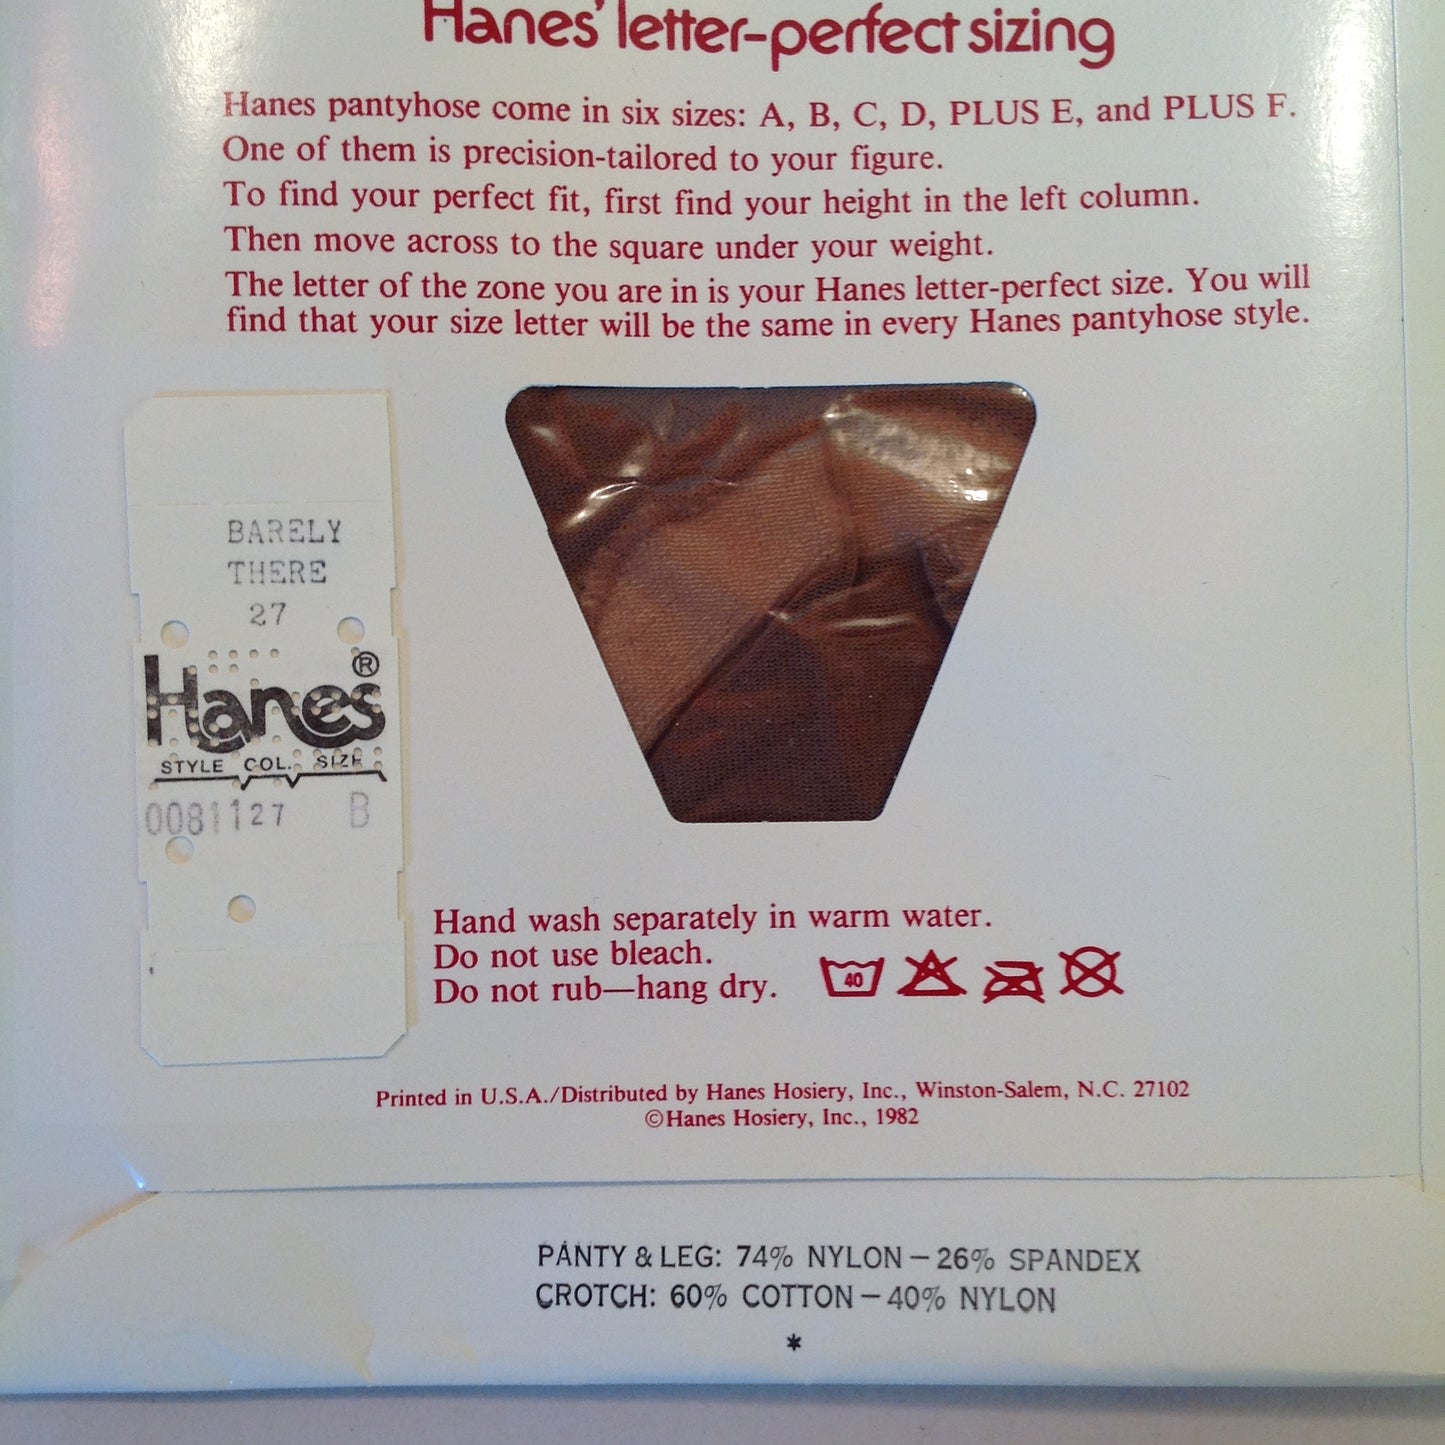 Hanes' letter-perfect sizing
Hanes pantyhose come in six sizes: A, B, C, D, PLUS E, and PLUS F.
One of them is precision-tailored to your figure.
To find your perfect fit, first find your height in the left column.
Then move across to the square under your weight.
The letter of the zone you are in is your Hanes letter-perfect size. You will
find that your size letter will be the same in every Hanes pantyhose style.
BARELY
THERE
27
Hanes®
STYLE COL. SIZE
0081127 B
Hand wash separately in warm water.
Do not use bleach.
Do not rub—hang dry.
40
Printed in U.S.A./Distributed by Hanes Hosiery, Inc., Winston-Salem, N.C. 27102
©Hanes Hosiery, Inc., 1982
PANTY & LEG: 74% NYLON – 26% SPANDEX
CROTCH: 60% COTTON – 40% NYLON
*